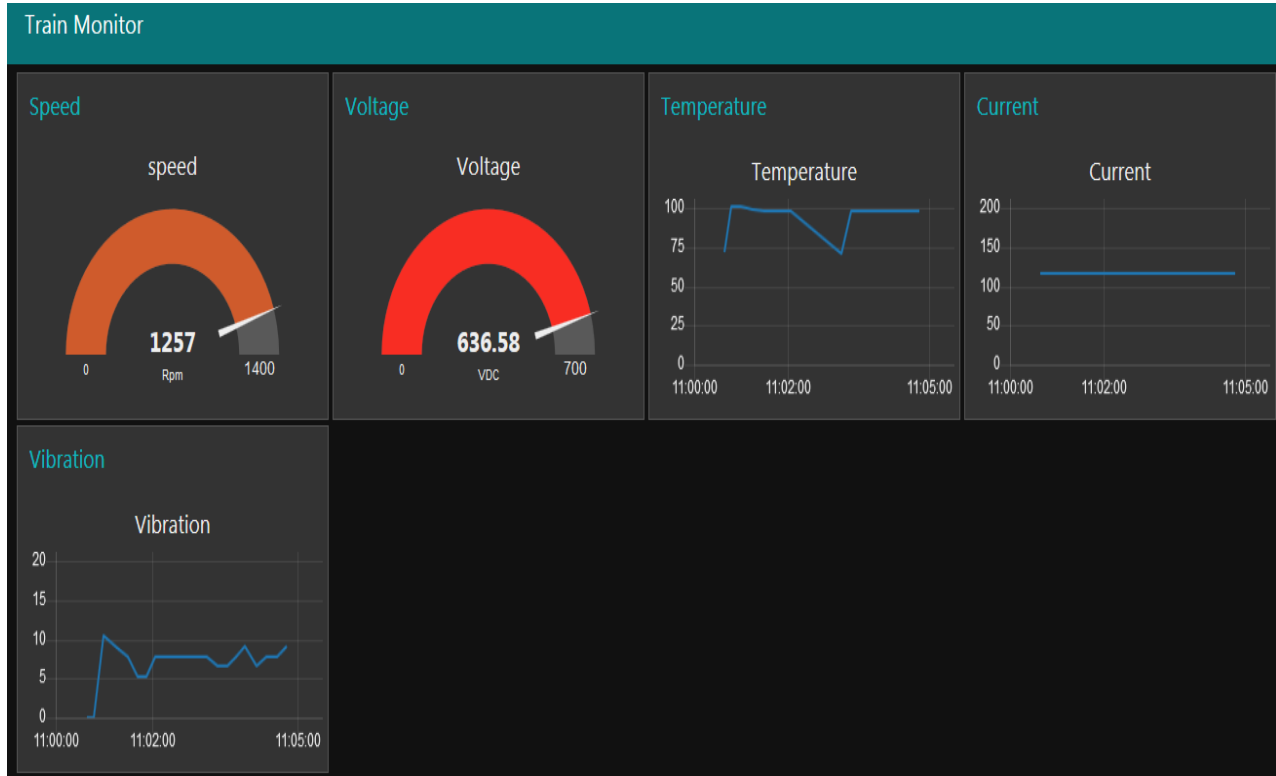 Train Monitor
Speed
speed
1257
Rpm
0
1400
Voltage
Voltage
636.58
VDC
0
700
Temperature
Temperature
100
75
50
25
0
11:00:00 11:02:00 11:05:00
Current
Current
200
150
100
50
0
11:00:00 11:02:00 11:05:00
Vibration
Vibration
20
15
10
5
0
11:00:00 11:02:00 11:05:00